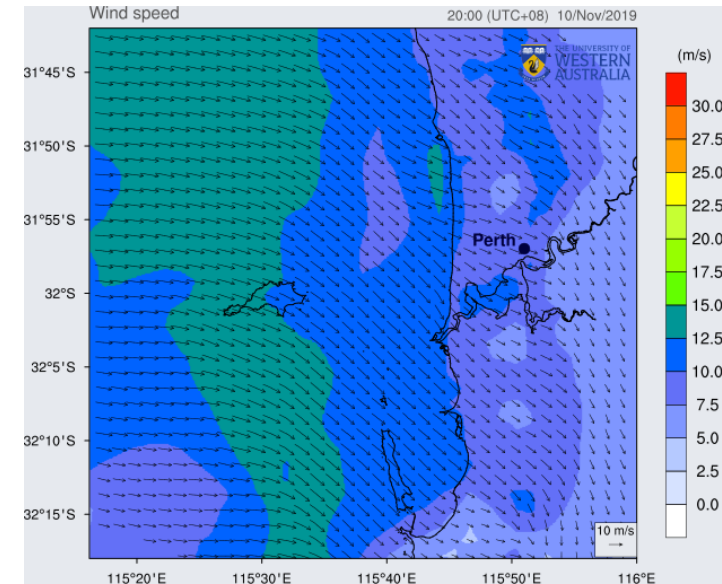 Wind speed
20:00 (UTC+08) 10/Nov/2019
THE UNIVERSITY OF
WESTERN
AUSTRALIA
(m/s)
31°45'S
31°50'S
31°55'S
32°S
32°5'S
32°10'S
32°15'S
Perth
30.0
27.5
25.0
22.5
20.0
17.5
15.0
12.5
10.0
7.5
5.0
2.5
0.0
10 m/s
115°20'E
115°30'E
115°40'E
115°50'E
116°E